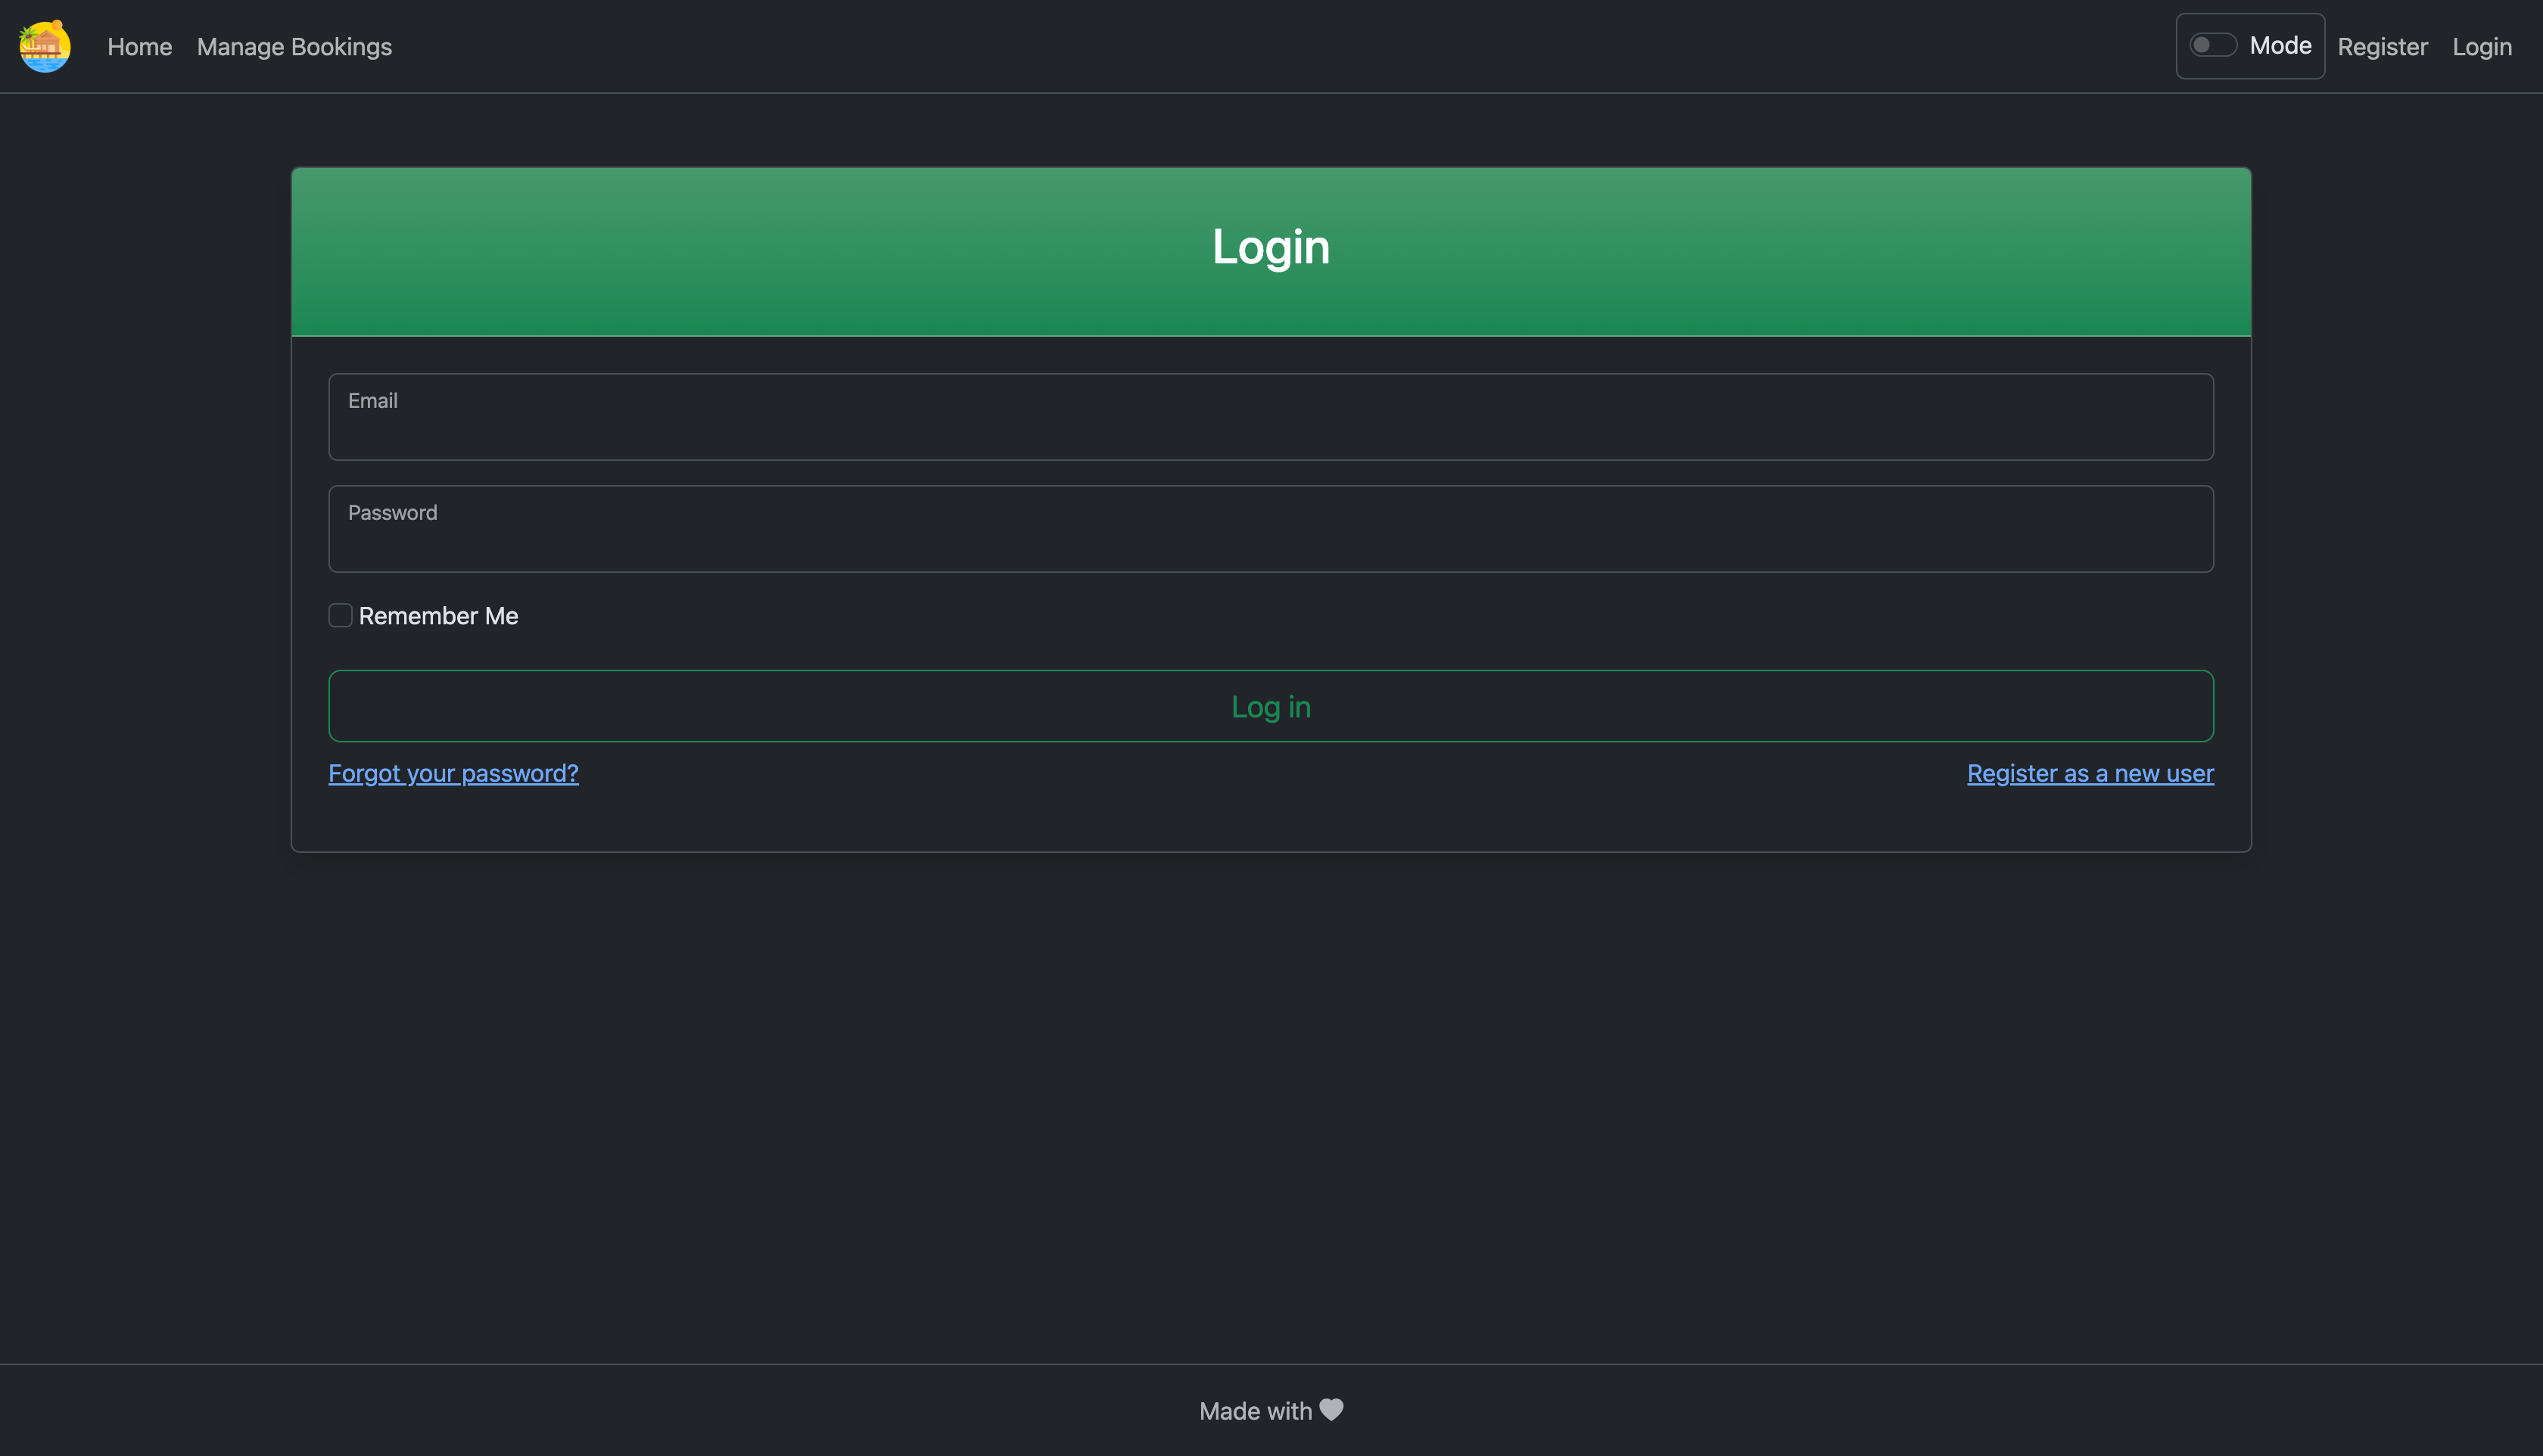 Home Manage Bookings Mode Register Login
Login
Email
Password
Remember Me
Log in
Forgot your password? Register as a new user
Made with